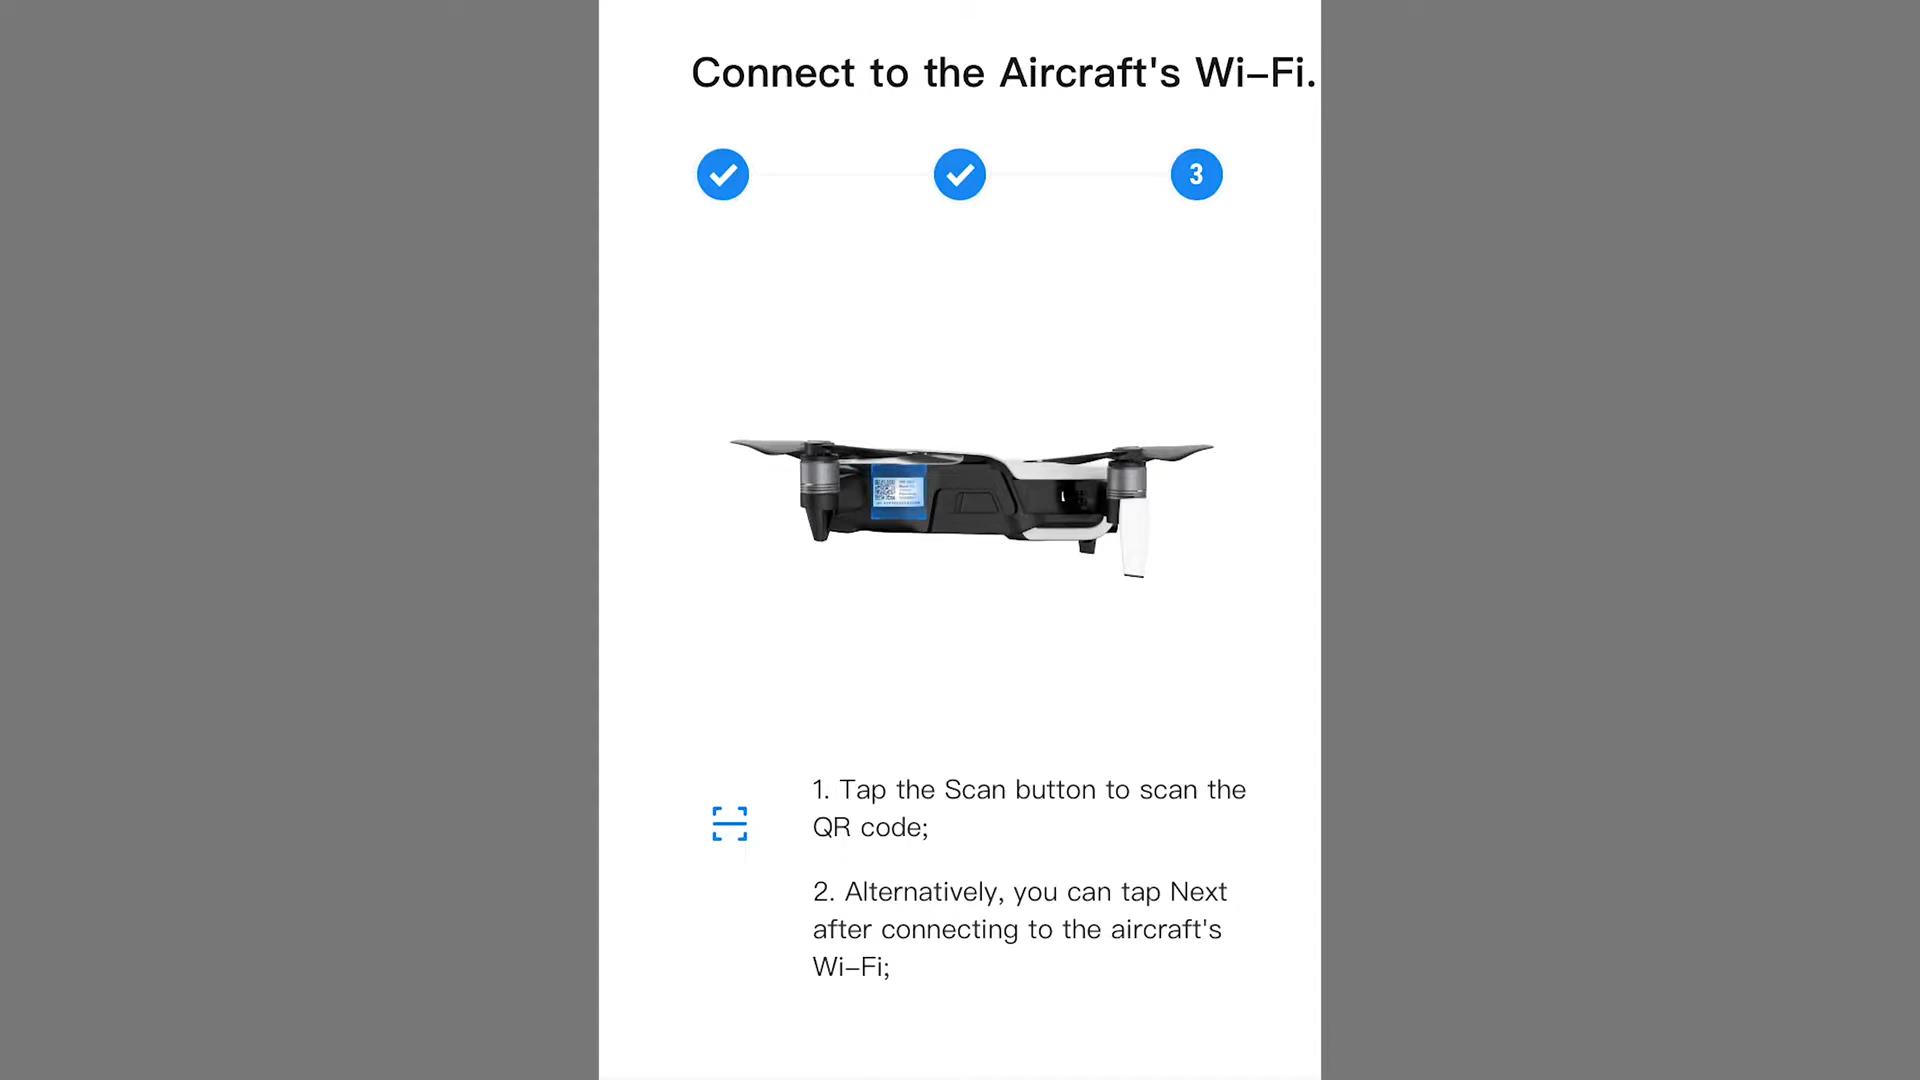 Connect to the Aircraft's Wi-Fi.
3
1. Tap the Scan button to scan the
QR code;
2. Alternatively, you can tap Next
after connecting to the aircraft's
Wi-Fi;